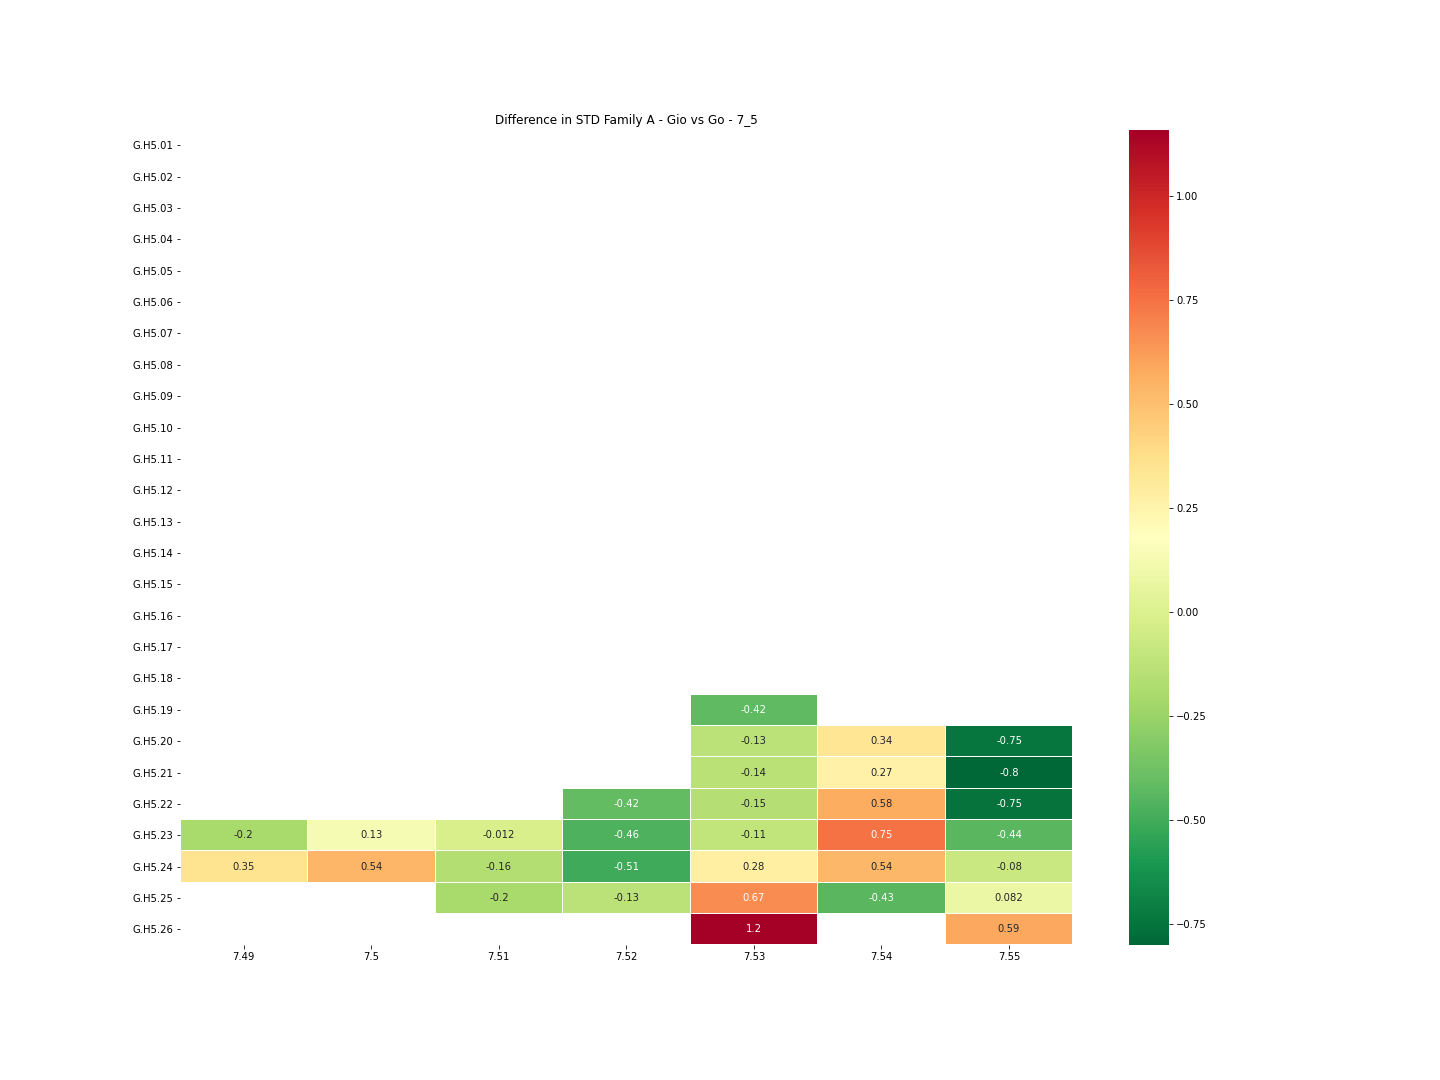 Difference in STD Family A - Gio vs Go - 7_5
G.H5.01
G.H5.02
G.H5.03
G.H5.04
G.H5.05
G.H5.06
G.H5.07
G.H5.08
G.H5.09
G.H5.10
G.H5.11
G.H5.12
G.H5.13
G.H5.14
G.H5.15
G.H5.16
G.H5.17
G.H5.18
G.H5.19 -0.42
G.H5.20 -0.13 0.34 -0.75
G.H5.21 -0.14 0.27 -0.8
G.H5.22 -0.42 -0.15 0.58 -0.75
G.H5.23 -0.2 0.13 -0.012 -0.46 -0.11 0.75 -0.44
G.H5.24 0.35 0.54 -0.16 -0.51 0.28 0.54 -0.08
G.H5.25 -0.2 -0.13 0.67 -0.43 0.082
G.H5.26 1.2 0.59
7.49 7.5 7.51 7.52 7.53 7.54 7.55
1.00
0.75
0.50
0.25
0.00
−0.25
−0.50
−0.75